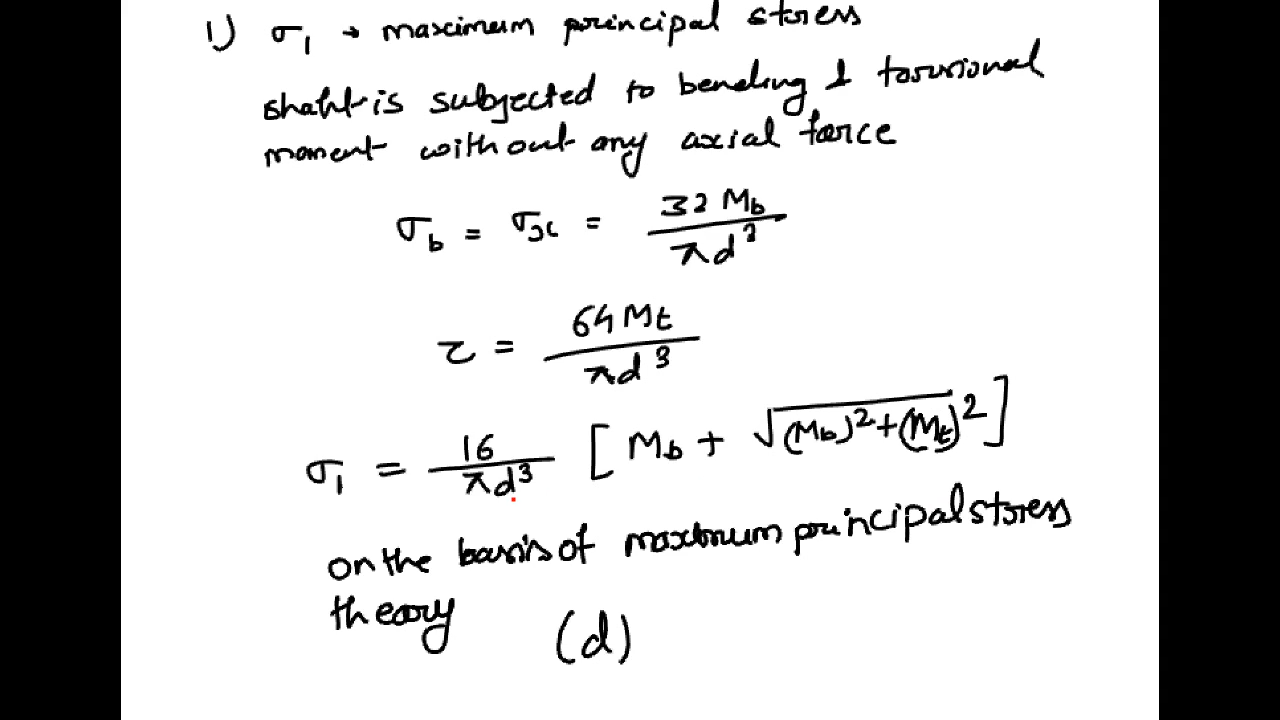 1) σ₁ → maximum principal stress
shaft is subjected to bending & torsional
moment without any axial force
σb = σx = 32 Mb / πd³
τ = 64 Mt / πd³
σ₁ = 16 / πd³ [ Mb + √(Mb)² + (Mt)² ]
on the basis of maximum principal stress
theory (d)